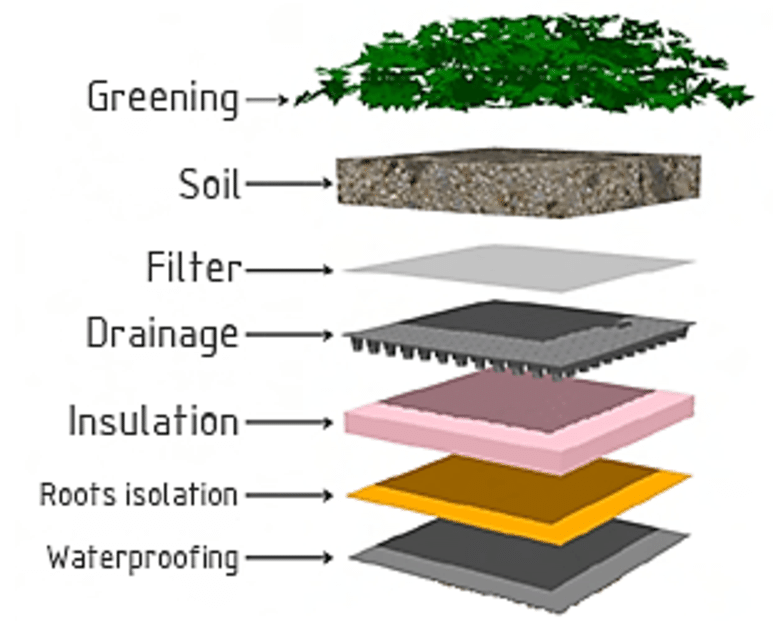 Greening
Soil
Filter
Drainage
Insulation
Roots isolation
Waterproofing